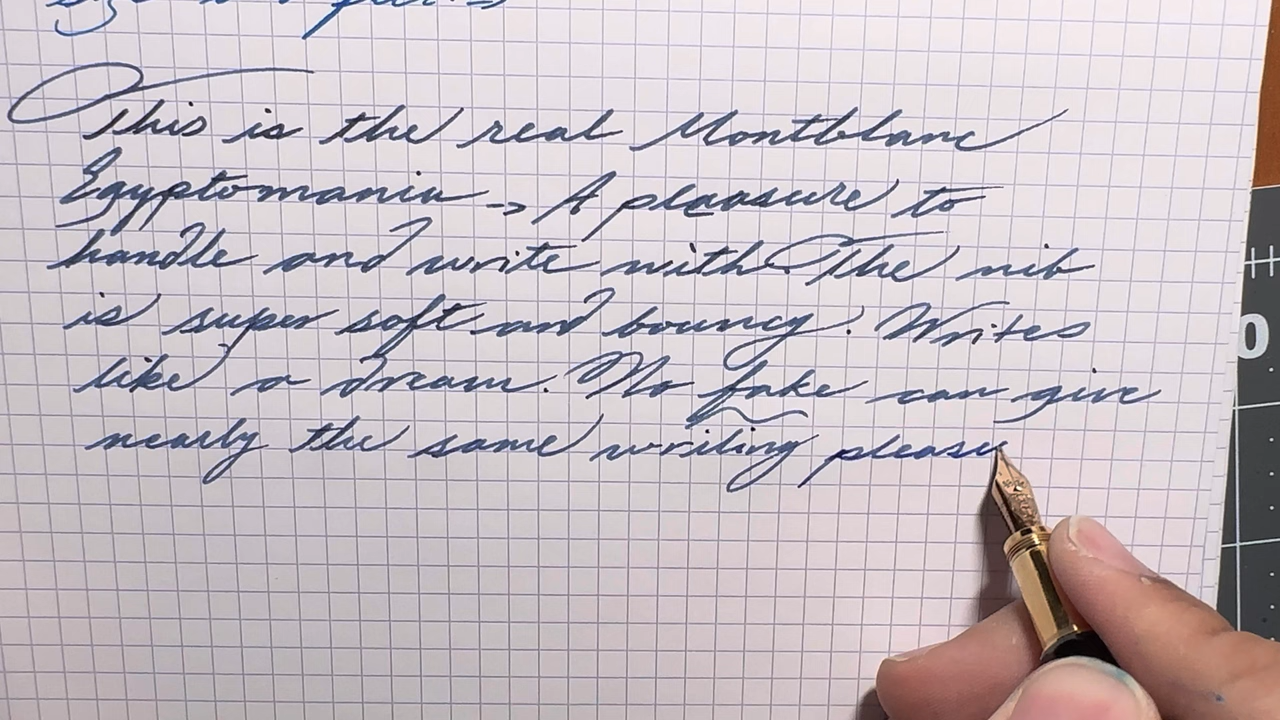 This is the real Montblanc
Egyptomania -> A pleasure to
handle and write with. The nib
is super soft and bouncy. Writes
like a dream. No fake can give
nearly the same writing pleasu
0